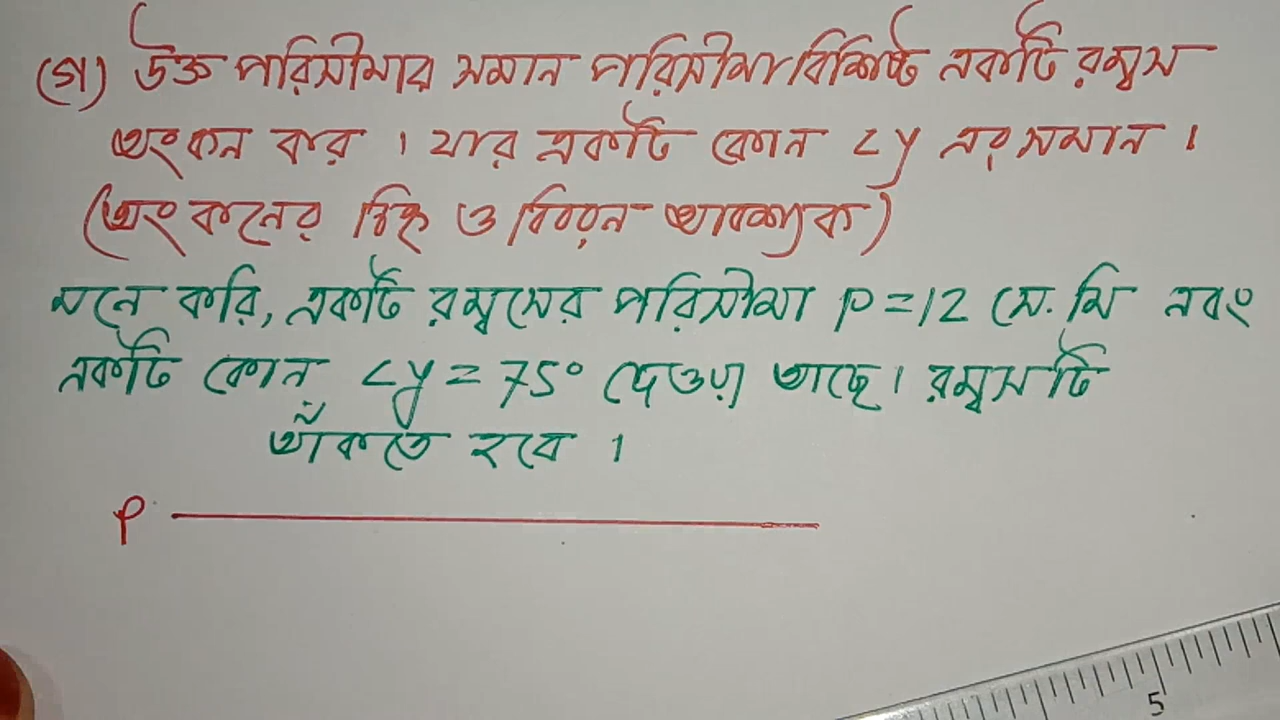 (গ) উক্ত পরিসীমার সমান পরিসীমা বিশিষ্ট একটি রম্বস
অংকন কর । যার একটি কোন ∠y এর সমান ।
(অংকনের চিহ্ন ও বিবরন আবশ্যক)
মনে করি, একটি রম্বসের পরিসীমা P = 12 সে. মি এবং
একটি কোন ∠y = 75° দেওয়া আছে । রম্বসটি
আঁকতে হবে ।
P
5